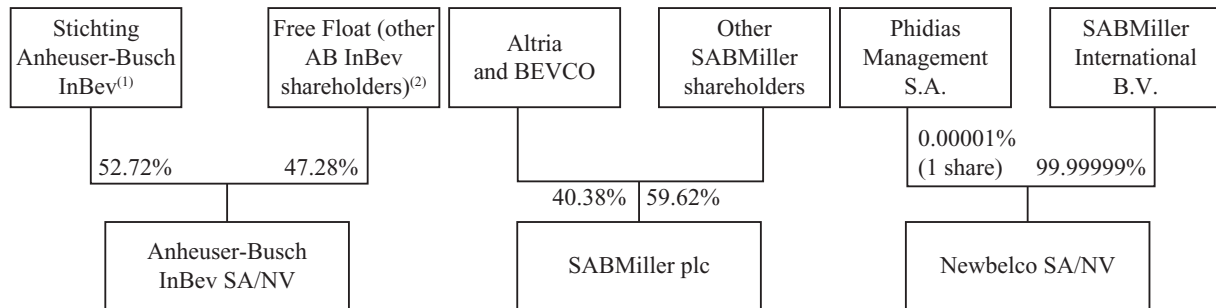 Stichting
Anheuser-Busch
InBev(1)
Free Float (other
AB InBev
shareholders)(2)
Altria
and BEVCO
Other
SABMiller
shareholders
Phidias
Management
S.A.
SABMiller
International
B.V.
52.72%
47.28%
40.38%
59.62%
0.00001%
(1 share)
99.99999%
Anheuser-Busch
InBev SA/NV
SABMiller plc
Newbelco SA/NV